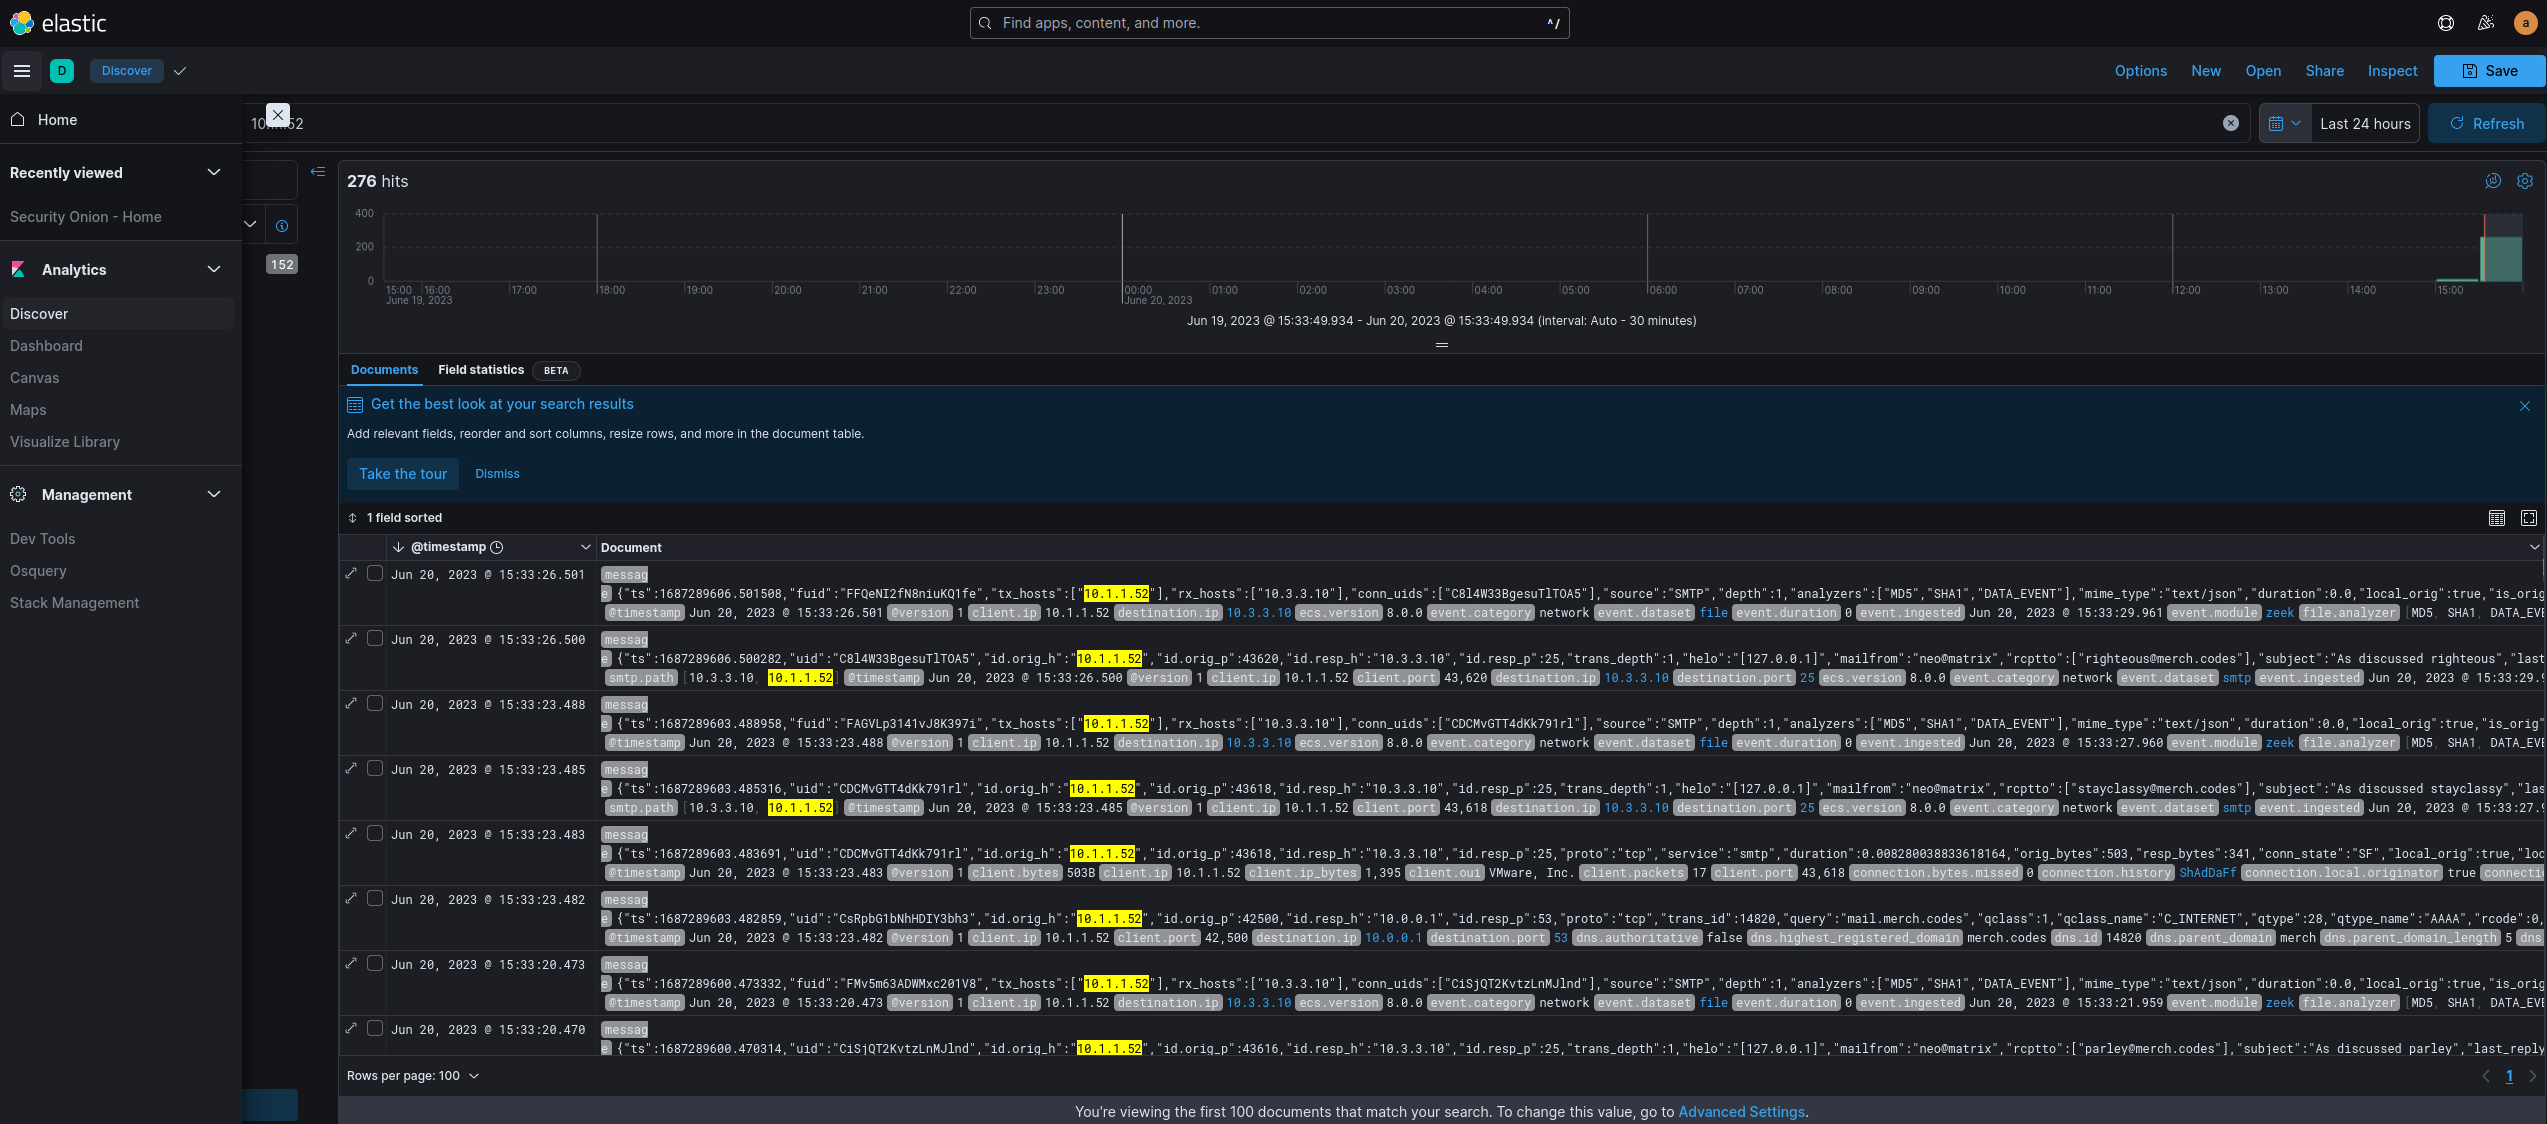 elastic
Find apps, content, and more.
^/
a
D
Discover
Options
New
Open
Share
Inspect
Save
Home
10.1.1.52
Last 24 hours
Refresh
Recently viewed
Security Onion - Home
152
Analytics
Discover
Dashboard
Canvas
Maps
Visualize Library
Management
Dev Tools
Osquery
Stack Management
276 hits
400
200
0
15:00 16:00 17:00 18:00 19:00 20:00 21:00 22:00 23:00 00:00 01:00 02:00 03:00 04:00 05:00 06:00 07:00 08:00 09:00 10:00 11:00 12:00 13:00 14:00 15:00
June 19, 2023 June 20, 2023
Jun 19, 2023 @ 15:33:49.934 - Jun 20, 2023 @ 15:33:49.934 (interval: Auto - 30 minutes)
Documents
Field statistics
BETA
Get the best look at your search results
Add relevant fields, reorder and sort columns, resize rows, and more in the document table.
Take the tour
Dismiss
1 field sorted
@timestamp
Document
Jun 20, 2023 @ 15:33:26.501
messag
e {"ts":1687289606.501508,"fuid":"FFQeNI2fN8niuKQ1fe","tx_hosts":["10.1.1.52"],"rx_hosts":["10.3.3.10"],"conn_uids":["C8l4W33BgesuTlTOA5"],"source":"SMTP","depth":1,"analyzers":["MD5","SHA1","DATA_EVENT"],"mime_type":"text/json","duration":0.0,"local_orig":true,"is_orig
@timestamp Jun 20, 2023 @ 15:33:26.501 @version 1 client.ip 10.1.1.52 destination.ip 10.3.3.10 ecs.version 8.0.0 event.category network event.dataset file event.duration 0 event.ingested Jun 20, 2023 @ 15:33:29.961 event.module zeek file.analyzer [MD5, SHA1, DATA_EVE
Jun 20, 2023 @ 15:33:26.500
messag
e {"ts":1687289606.500282,"uid":"C8l4W33BgesuTlTOA5","id.orig_h":"10.1.1.52","id.orig_p":43620,"id.resp_h":"10.3.3.10","id.resp_p":25,"trans_depth":1,"helo":"[127.0.0.1]","mailfrom":"neo@matrix","rcptto":["righteous@merch.codes"],"subject":"As discussed righteous","last
smtp.path [10.3.3.10, 10.1.1.52] @timestamp Jun 20, 2023 @ 15:33:26.500 @version 1 client.ip 10.1.1.52 client.port 43,620 destination.ip 10.3.3.10 destination.port 25 ecs.version 8.0.0 event.category network event.dataset smtp event.ingested Jun 20, 2023 @ 15:33:29.9
Jun 20, 2023 @ 15:33:23.488
messag
e {"ts":1687289603.488958,"fuid":"FAGVLp3141vJ8K397i","tx_hosts":["10.1.1.52"],"rx_hosts":["10.3.3.10"],"conn_uids":["CDCMvGTT4dKk791rl"],"source":"SMTP","depth":1,"analyzers":["MD5","SHA1","DATA_EVENT"],"mime_type":"text/json","duration":0.0,"local_orig":true,"is_orig"
@timestamp Jun 20, 2023 @ 15:33:23.488 @version 1 client.ip 10.1.1.52 destination.ip 10.3.3.10 ecs.version 8.0.0 event.category network event.dataset file event.duration 0 event.ingested Jun 20, 2023 @ 15:33:27.960 event.module zeek file.analyzer [MD5, SHA1, DATA_EVE
Jun 20, 2023 @ 15:33:23.485
messag
e {"ts":1687289603.485316,"uid":"CDCMvGTT4dKk791rl","id.orig_h":"10.1.1.52","id.orig_p":43618,"id.resp_h":"10.3.3.10","id.resp_p":25,"trans_depth":1,"helo":"[127.0.0.1]","mailfrom":"neo@matrix","rcptto":["stayclassy@merch.codes"],"subject":"As discussed stayclassy","las
smtp.path [10.3.3.10, 10.1.1.52] @timestamp Jun 20, 2023 @ 15:33:23.485 @version 1 client.ip 10.1.1.52 client.port 43,618 destination.ip 10.3.3.10 destination.port 25 ecs.version 8.0.0 event.category network event.dataset smtp event.ingested Jun 20, 2023 @ 15:33:27.9
Jun 20, 2023 @ 15:33:23.483
messag
e {"ts":1687289603.483691,"uid":"CDCMvGTT4dKk791rl","id.orig_h":"10.1.1.52","id.orig_p":43618,"id.resp_h":"10.3.3.10","id.resp_p":25,"proto":"tcp","service":"smtp","duration":0.008280038833618164,"orig_bytes":503,"resp_bytes":341,"conn_state":"SF","local_orig":true,"loc
@timestamp Jun 20, 2023 @ 15:33:23.483 @version 1 client.bytes 503B client.ip 10.1.1.52 client.ip_bytes 1,395 client.oui VMware, Inc. client.packets 17 client.port 43,618 connection.bytes.missed 0 connection.history ShAdDaFf connection.local.originator true connectio
Jun 20, 2023 @ 15:33:23.482
messag
e {"ts":1687289603.482859,"uid":"CsRpbG1bNhHDIY3bh3","id.orig_h":"10.1.1.52","id.orig_p":42500,"id.resp_h":"10.0.0.1","id.resp_p":53,"proto":"tcp","trans_id":14820,"query":"mail.merch.codes","qclass":1,"qclass_name":"C_INTERNET","qtype":28,"qtype_name":"AAAA","rcode":0,
@timestamp Jun 20, 2023 @ 15:33:23.482 @version 1 client.ip 10.1.1.52 client.port 42,500 destination.ip 10.0.0.1 destination.port 53 dns.authoritative false dns.highest_registered_domain merch.codes dns.id 14820 dns.parent_domain merch dns.parent_domain_length 5 dns
Jun 20, 2023 @ 15:33:20.473
messag
e {"ts":1687289600.473332,"fuid":"FMv5m63ADWMxc201V8","tx_hosts":["10.1.1.52"],"rx_hosts":["10.3.3.10"],"conn_uids":["CiSjQT2KvtzLnMJlnd"],"source":"SMTP","depth":1,"analyzers":["MD5","SHA1","DATA_EVENT"],"mime_type":"text/json","duration":0.0,"local_orig":true,"is_orig
@timestamp Jun 20, 2023 @ 15:33:20.473 @version 1 client.ip 10.1.1.52 destination.ip 10.3.3.10 ecs.version 8.0.0 event.category network event.dataset file event.duration 0 event.ingested Jun 20, 2023 @ 15:33:21.959 event.module zeek file.analyzer [MD5, SHA1, DATA_EVE
Jun 20, 2023 @ 15:33:20.470
messag
e {"ts":1687289600.470314,"uid":"CiSjQT2KvtzLnMJlnd","id.orig_h":"10.1.1.52","id.orig_p":43616,"id.resp_h":"10.3.3.10","id.resp_p":25,"trans_depth":1,"helo":"[127.0.0.1]","mailfrom":"neo@matrix","rcptto":["parley@merch.codes"],"subject":"As discussed parley","last_reply
Rows per page: 100
1
You're viewing the first 100 documents that match your search. To change this value, go to Advanced Settings.